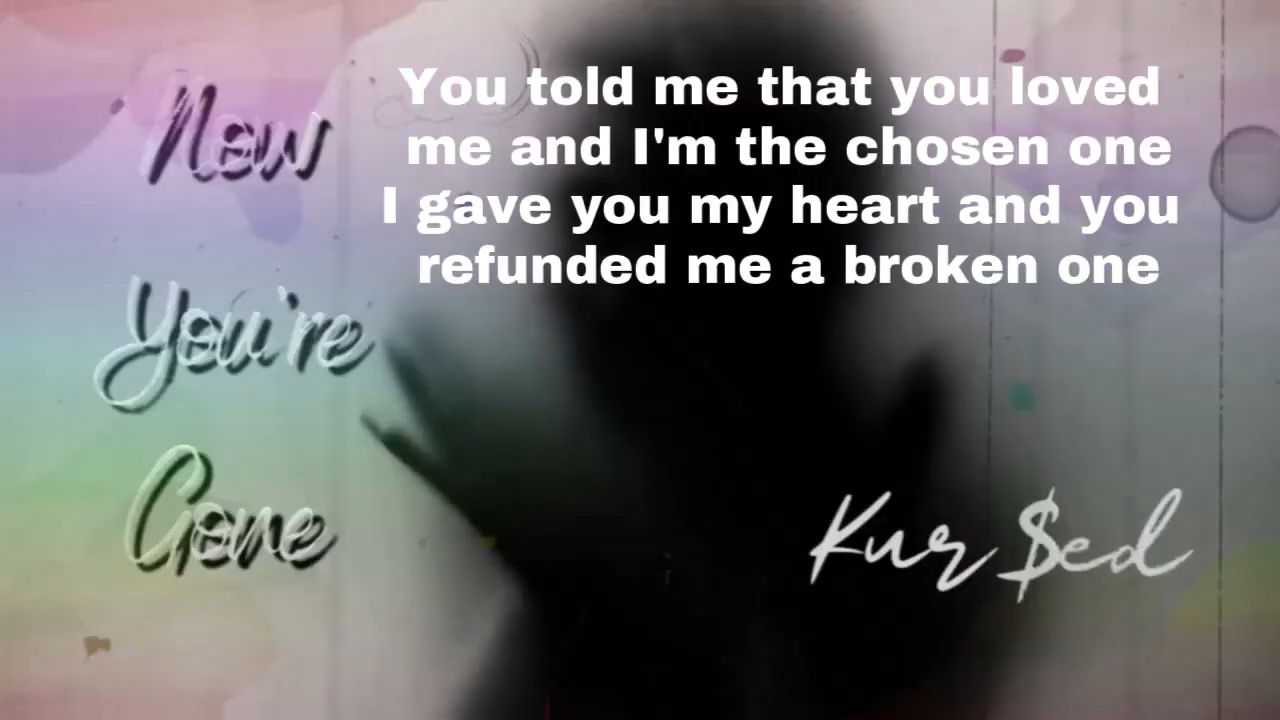 Now
You're
Gone
You told me that you loved
me and I'm the chosen one
I gave you my heart and you
refunded me a broken one
Kur$ed